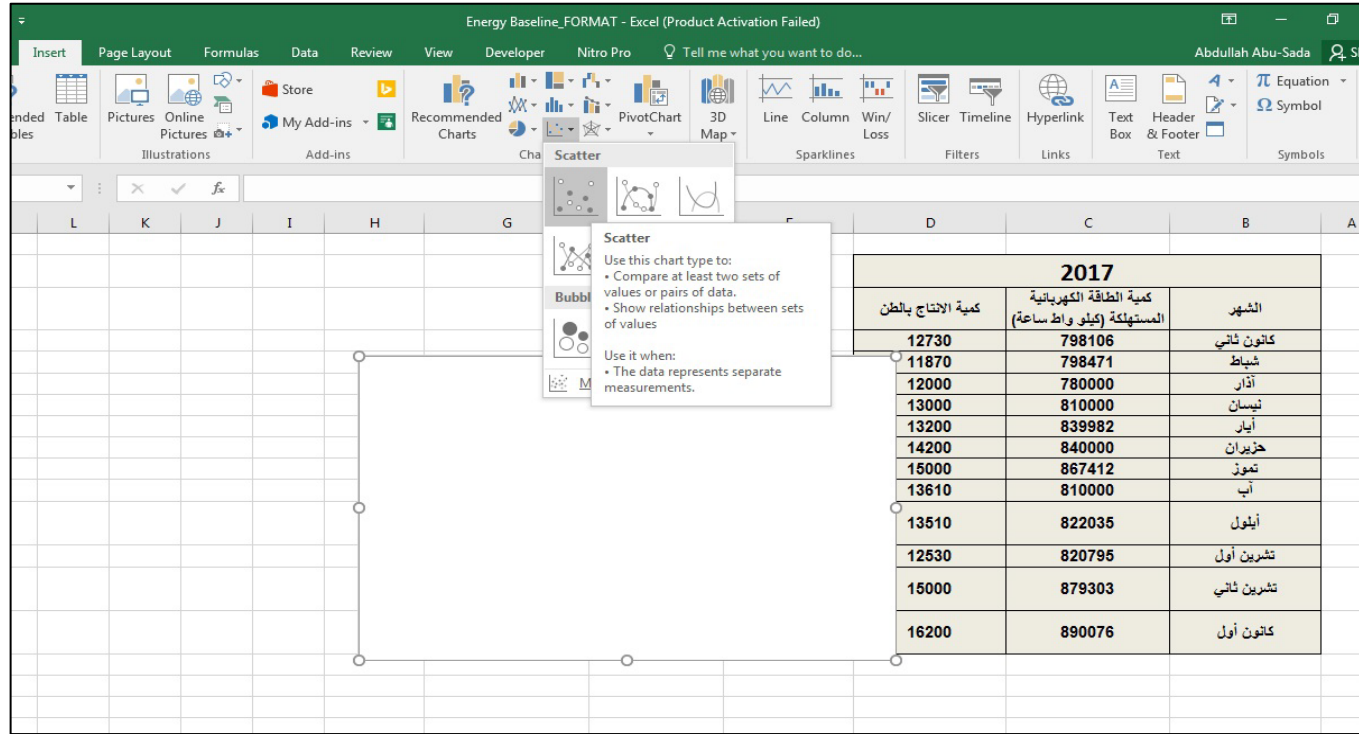 Energy Baseline_FORMAT - Excel (Product Activation Failed)
Insert Page Layout Formulas Data Review View Developer Nitro Pro Tell me what you want to do... Abdullah Abu-Sada
Table Pictures Online Pictures Store My Add-ins Recommended Charts PivotChart 3D Map Line Column Win/Loss Slicer Timeline Hyperlink Text Box Header & Footer Equation Symbol
Illustrations Add-ins Sparklines Filters Links Text Symbols
fx
L K J I H G D C B A
Scatter
Scatter
Use this chart type to:
• Compare at least two sets of
values or pairs of data.
• Show relationships between sets
of values
Use it when:
• The data represents separate
measurements.
2017
الشهر كمية الطاقة الكهربائية المستهلكة (كيلو واط ساعة) كمية الانتاج بالطن
كانون ثاني 798106 12730
شباط 798471 11870
آذار 780000 12000
نيسان 810000 13000
أيار 839982 13200
حزيران 840000 14200
تموز 867412 15000
آب 810000 13610
أيلول 822035 13510
تشرين أول 820795 12530
تشرين ثاني 879303 15000
كانون أول 890076 16200